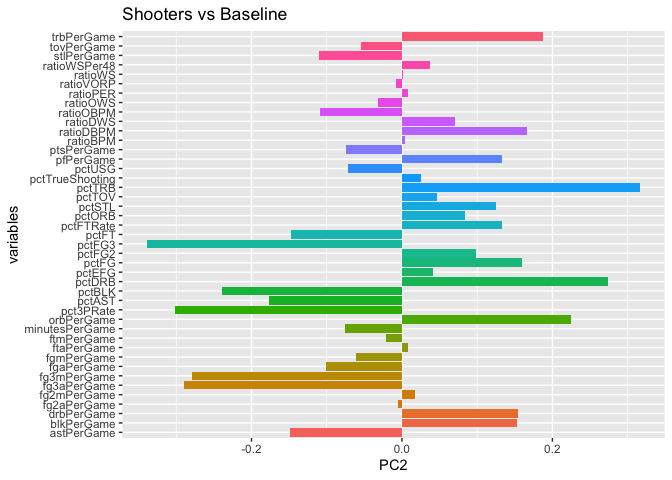 Shooters vs Baseline
variables
trbPerGame
tovPerGame
stlPerGame
ratioWSPer48
ratioWS
ratioVORP
ratioPER
ratioOWS
ratioOBPM
ratioDWS
ratioDBPM
ratioBPM
ptsPerGame
pfPerGame
pctUSG
pctTrueShooting
pctTRB
pctTOV
pctSTL
pctORB
pctFTRate
pctFT
pctFG3
pctFG2
pctFG
pctEFG
pctDRB
pctBLK
pctAST
pct3PRate
orbPerGame
minutesPerGame
ftmPerGame
ftaPerGame
fgmPerGame
fgaPerGame
fg3mPerGame
fg3aPerGame
fg2mPerGame
fg2aPerGame
drbPerGame
blkPerGame
astPerGame
-0.2 0.0 0.2
PC2